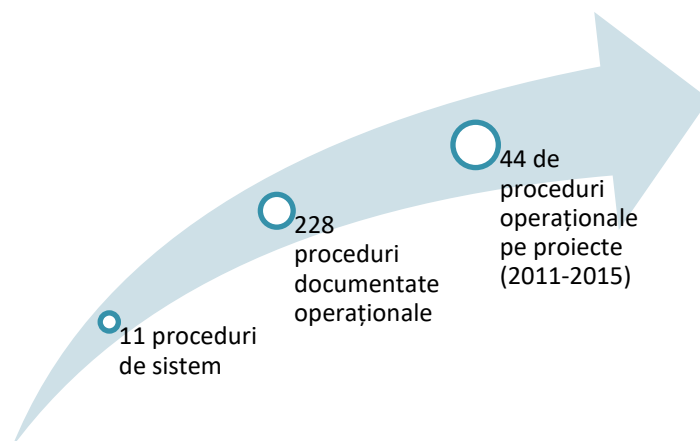 44 de
proceduri
operaționale
pe proiecte
(2011-2015)
228
proceduri
documentate
operaționale
11 proceduri
de sistem